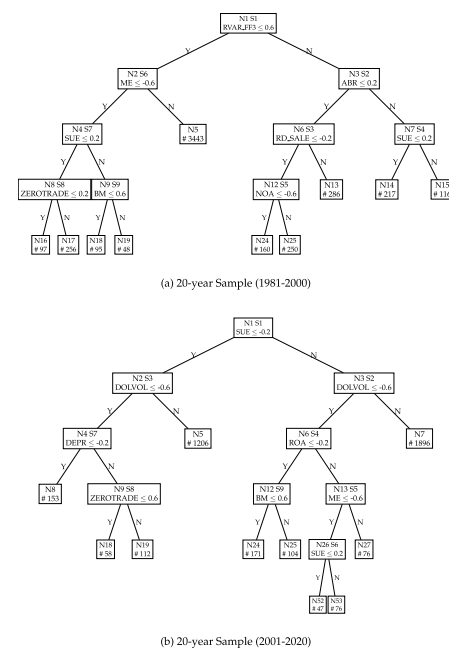 N1 S1
RVAR_FF3 ≤ 0.6
Y
N
N2 S6
ME ≤ -0.6
N3 S2
ABR ≤ 0.2
Y
N
Y
N
N4 S7
SUE ≤ 0.2
N5
# 3443
N6 S3
RD_SALE ≤ -0.2
N7 S4
SUE ≤ 0.2
Y
N
Y
N
Y
N
N8 S8
ZEROTRADE ≤ 0.2
N9 S9
BM ≤ 0.6
N12 S5
NOA ≤ -0.6
N13
# 286
N14
# 217
N15
# 116
Y
N
Y
N
Y
N
N16
# 97
N17
# 256
N18
# 95
N19
# 48
N24
# 160
N25
# 250
(a) 20-year Sample (1981-2000)
N1 S1
SUE ≤ -0.2
Y
N
N2 S3
DOLVOL ≤ -0.6
N3 S2
DOLVOL ≤ -0.6
Y
N
Y
N
N4 S7
DEPR ≤ -0.2
N5
# 1206
N6 S4
ROA ≤ -0.2
N7
# 1896
Y
N
Y
N
N8
# 153
N9 S8
ZEROTRADE ≤ 0.6
N12 S9
BM ≤ 0.6
N13 S5
ME ≤ -0.6
Y
N
Y
N
Y
N
N18
# 58
N19
# 112
N24
# 171
N25
# 104
N26 S6
SUE ≤ 0.2
N27
# 76
Y
N
N52
# 47
N53
# 76
(b) 20-year Sample (2001-2020)